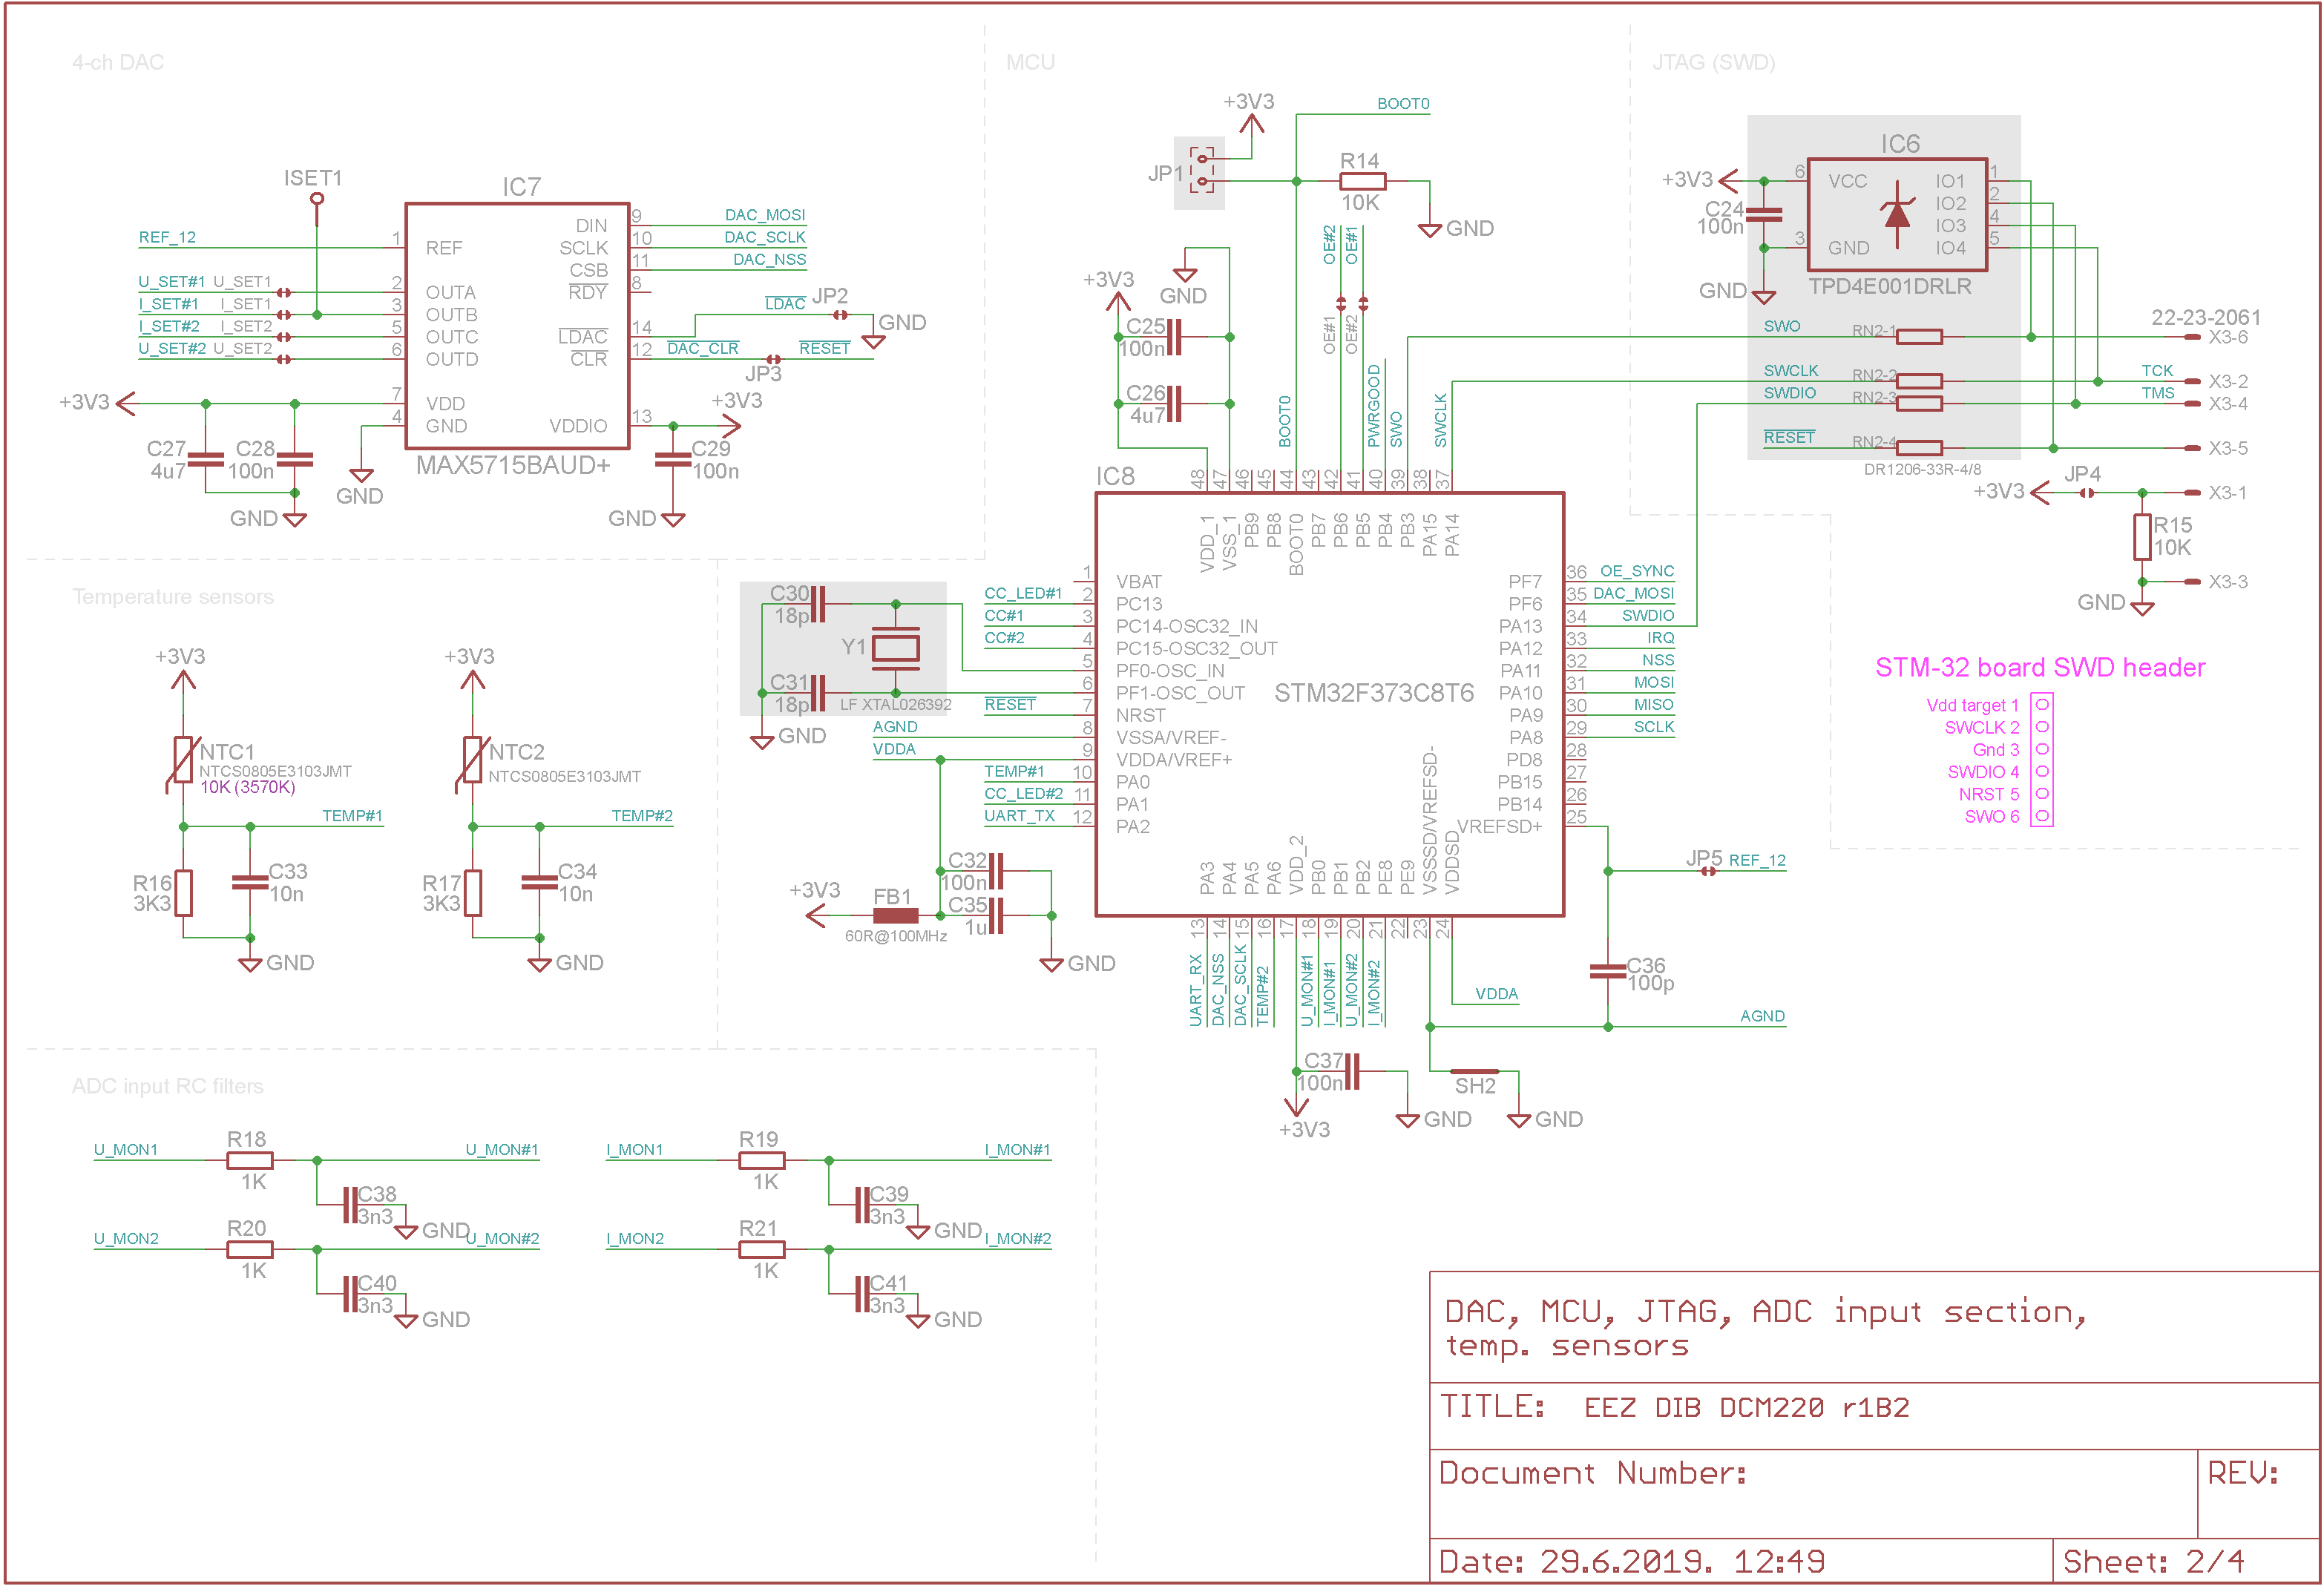 4-ch DAC
MCU
JTAG (SWD)
ISET1
IC7
REF_12
1
REF
U_SET#1 U_SET1
2
OUTA
I_SET#1 I_SET1
3
OUTB
I_SET#2 I_SET2
5
OUTC
U_SET#2 U_SET2
6
OUTD
+3V3
7
VDD
4
GND
DIN
9
DAC_MOSI
SCLK
10
DAC_SCLK
CSB
11
DAC_NSS
RDY
8
LDAC
14
LDAC
JP2
GND
CLR
12
DAC_CLR
RESET
JP3
VDDIO
13
+3V3
MAX5715BAUD+
C27
4u7
C28
100n
GND
GND
C29
100n
GND
+3V3
JP1
BOOT0
R14
10K
GND
OE#2
OE#1
GND
+3V3
C25
100n
C26
4u7
BOOT0
OE#1
OE#2
PWRGOOD
SWO
SWCLK
IC6
+3V3
C24
100n
GND
6
VCC
3
GND
IO1
1
IO2
2
IO3
4
IO4
5
TPD4E001DRLR
22-23-2061
SWO
RN2-1
X3-6
SWCLK
RN2-2
TCK
X3-2
SWDIO
RN2-3
TMS
X3-4
RESET
RN2-4
X3-5
DR1206-33R-4/8
+3V3
JP4
X3-1
R15
10K
X3-3
GND
IC8
48
47
46
45
44
43
42
41
40
39
38
37
VDD_1
VSS_1
PB9
PB8
BOOT0
PB7
PB6
PB5
PB4
PB3
PA15
PA14
1
VBAT
CC_LED#1
2
PC13
CC#1
3
PC14-OSC32_IN
CC#2
4
PC15-OSC32_OUT
5
PF0-OSC_IN
6
PF1-OSC_OUT
RESET
7
NRST
AGND
8
VSSA/VREF-
VDDA
9
VDDA/VREF+
TEMP#1
10
PA0
CC_LED#2
11
PA1
UART_TX
12
PA2
STM32F373C8T6
PF7
36
OE_SYNC
PF6
35
DAC_MOSI
PA13
34
SWDIO
PA12
33
IRQ
PA11
32
NSS
PA10
31
MOSI
PA9
30
MISO
PA8
29
SCLK
PD8
28
PB15
27
PB14
26
VREFSD+
25
PA3
PA4
PA5
PA6
VDD_2
PB0
PB1
PB2
PE8
PE9
VSSSD/VREFSD-
VDDSD
13
14
15
16
17
18
19
20
21
22
23
24
UART_RX
DAC_NSS
DAC_SCLK
TEMP#2
U_MON#1
I_MON#1
U_MON#2
I_MON#2
VDDA
AGND
JP5
REF_12
C36
100p
C37
100n
+3V3
GND
SH2
GND
C30
18p
Y1
C31
18p
LF XTAL026392
GND
C32
100n
C35
1u
+3V3
FB1
60R@100MHz
GND
Temperature sensors
+3V3
NTC1
NTCS0805E3103JMT
10K (3570K)
TEMP#1
R16
3K3
C33
10n
GND
+3V3
NTC2
NTCS0805E3103JMT
TEMP#2
R17
3K3
C34
10n
GND
STM-32 board SWD header
Vdd target 1
SWCLK 2
Gnd 3
SWDIO 4
NRST 5
SWO 6
ADC input RC filters
U_MON1
R18
1K
U_MON#1
C38
3n3
GND
I_MON1
R19
1K
I_MON#1
C39
3n3
GND
U_MON2
R20
1K
U_MON#2
C40
3n3
GND
I_MON2
R21
1K
I_MON#2
C41
3n3
GND
DAC, MCU, JTAG, ADC input section,
temp. sensors
TITLE: EEZ DIB DCM220 r1B2
Document Number:
REV:
Date: 29.6.2019. 12:49
Sheet: 2/4